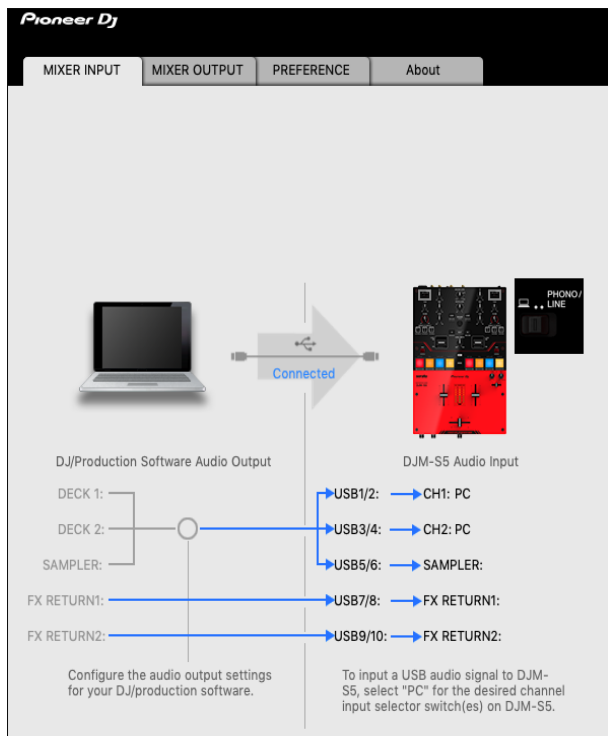 Pioneer Dj
MIXER INPUT
MIXER OUTPUT
PREFERENCE
About
PHONO/
LINE
Connected
DJ/Production Software Audio Output
DJM-S5 Audio Input
DECK 1:
USB1/2:
CH1: PC
DECK 2:
USB3/4:
CH2: PC
SAMPLER:
USB5/6:
SAMPLER:
FX RETURN1:
USB7/8:
FX RETURN1:
FX RETURN2:
USB9/10:
FX RETURN2:
Configure the audio output settings
for your DJ/production software.
To input a USB audio signal to DJM-
S5, select "PC" for the desired channel
input selector switch(es) on DJM-S5.